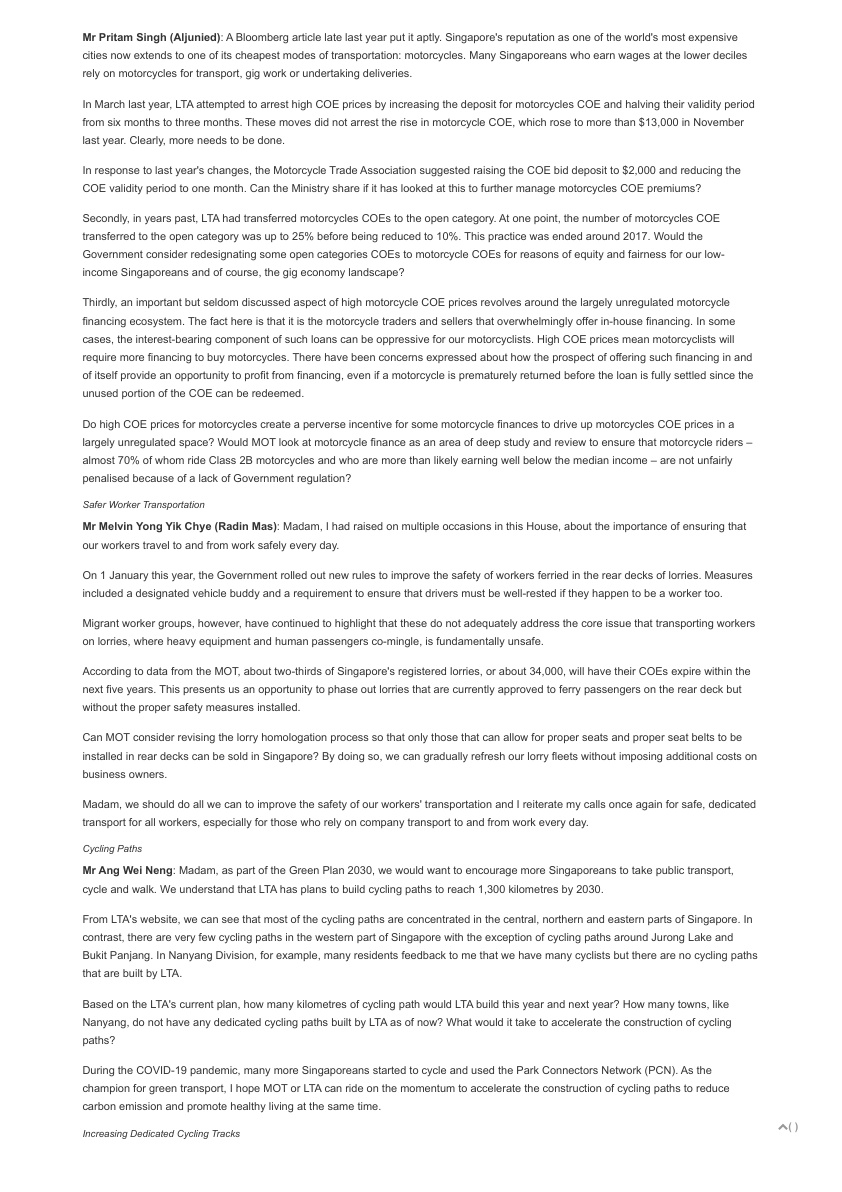 Mr Pritam Singh (Aljunied): A Bloomberg article late last year put it aptly. Singapore's reputation as one of the world's most expensive
cities now extends to one of its cheapest modes of transportation: motorcycles. Many Singaporeans who earn wages at the lower deciles
rely on motorcycles for transport, gig work or undertaking deliveries.
In March last year, LTA attempted to arrest high COE prices by increasing the deposit for motorcycles COE and halving their validity period
from six months to three months. These moves did not arrest the rise in motorcycle COE, which rose to more than $13,000 in November
last year. Clearly, more needs to be done.
In response to last year's changes, the Motorcycle Trade Association suggested raising the COE bid deposit to $2,000 and reducing the
COE validity period to one month. Can the Ministry share if it has looked at this to further manage motorcycles COE premiums?
Secondly, in years past, LTA had transferred motorcycles COEs to the open category. At one point, the number of motorcycles COE
transferred to the open category was up to 25% before being reduced to 10%. This practice was ended around 2017. Would the
Government consider redesignating some open categories COEs to motorcycle COEs for reasons of equity and fairness for our low-
income Singaporeans and of course, the gig economy landscape?
Thirdly, an important but seldom discussed aspect of high motorcycle COE prices revolves around the largely unregulated motorcycle
financing ecosystem. The fact here is that it is the motorcycle traders and sellers that overwhelmingly offer in-house financing. In some
cases, the interest-bearing component of such loans can be oppressive for our motorcyclists. High COE prices mean motorcyclists will
require more financing to buy motorcycles. There have been concerns expressed about how the prospect of offering such financing in and
of itself provide an opportunity to profit from financing, even if a motorcycle is prematurely returned before the loan is fully settled since the
unused portion of the COE can be redeemed.
Do high COE prices for motorcycles create a perverse incentive for some motorcycle finances to drive up motorcycles COE prices in a
largely unregulated space? Would MOT look at motorcycle finance as an area of deep study and review to ensure that motorcycle riders –
almost 70% of whom ride Class 2B motorcycles and who are more than likely earning well below the median income – are not unfairly
penalised because of a lack of Government regulation?
Safer Worker Transportation
Mr Melvin Yong Yik Chye (Radin Mas): Madam, I had raised on multiple occasions in this House, about the importance of ensuring that
our workers travel to and from work safely every day.
On 1 January this year, the Government rolled out new rules to improve the safety of workers ferried in the rear decks of lorries. Measures
included a designated vehicle buddy and a requirement to ensure that drivers must be well-rested if they happen to be a worker too.
Migrant worker groups, however, have continued to highlight that these do not adequately address the core issue that transporting workers
on lorries, where heavy equipment and human passengers co-mingle, is fundamentally unsafe.
According to data from the MOT, about two-thirds of Singapore's registered lorries, or about 34,000, will have their COEs expire within the
next five years. This presents us an opportunity to phase out lorries that are currently approved to ferry passengers on the rear deck but
without the proper safety measures installed.
Can MOT consider revising the lorry homologation process so that only those that can allow for proper seats and proper seat belts to be
installed in rear decks can be sold in Singapore? By doing so, we can gradually refresh our lorry fleets without imposing additional costs on
business owners.
Madam, we should do all we can to improve the safety of our workers' transportation and I reiterate my calls once again for safe, dedicated
transport for all workers, especially for those who rely on company transport to and from work every day.
Cycling Paths
Mr Ang Wei Neng: Madam, as part of the Green Plan 2030, we would want to encourage more Singaporeans to take public transport,
cycle and walk. We understand that LTA has plans to build cycling paths to reach 1,300 kilometres by 2030.
From LTA's website, we can see that most of the cycling paths are concentrated in the central, northern and eastern parts of Singapore. In
contrast, there are very few cycling paths in the western part of Singapore with the exception of cycling paths around Jurong Lake and
Bukit Panjang. In Nanyang Division, for example, many residents feedback to me that we have many cyclists but there are no cycling paths
that are built by LTA.
Based on the LTA's current plan, how many kilometres of cycling path would LTA build this year and next year? How many towns, like
Nanyang, do not have any dedicated cycling paths built by LTA as of now? What would it take to accelerate the construction of cycling
paths?
During the COVID-19 pandemic, many more Singaporeans started to cycle and used the Park Connectors Network (PCN). As the
champion for green transport, I hope MOT or LTA can ride on the momentum to accelerate the construction of cycling paths to reduce
carbon emission and promote healthy living at the same time.
Increasing Dedicated Cycling Tracks
( )